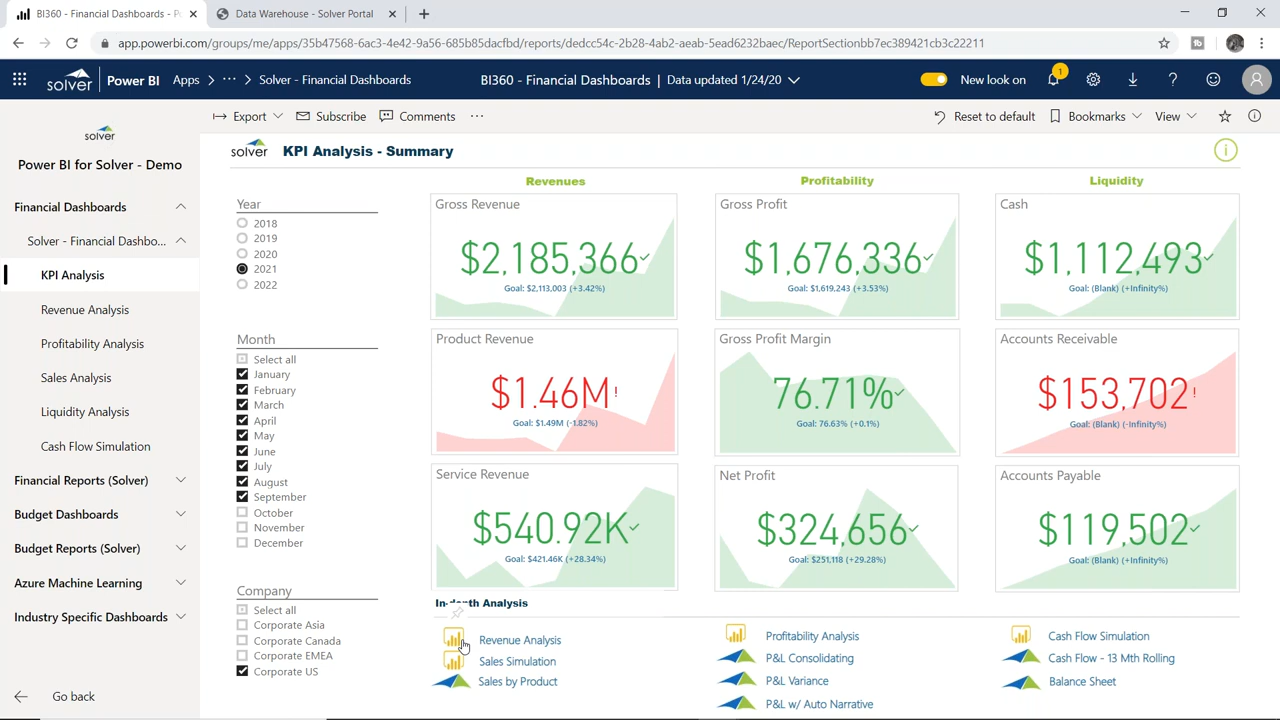 BI360 - Financial Dashboards - P
Data Warehouse - Solver Portal
app.powerbi.com/groups/me/apps/35b47568-6ac3-4e42-9a56-685b85dacfbd/reports/dedcc54c-2b28-4ab2-aeab-5ead6232baec/ReportSectionbb7ec389421cb3c22211
solver
Power BI
Apps
Solver - Financial Dashboards
BI360 - Financial Dashboards
Data updated 1/24/20
New look on
1
Export
Subscribe
Comments
Reset to default
Bookmarks
View
solver
Power BI for Solver - Demo
Financial Dashboards
Solver - Financial Dashbo...
KPI Analysis
Revenue Analysis
Profitability Analysis
Sales Analysis
Liquidity Analysis
Cash Flow Simulation
Financial Reports (Solver)
Budget Dashboards
Budget Reports (Solver)
Azure Machine Learning
Industry Specific Dashboards
Go back
solver
KPI Analysis - Summary
Year
2018
2019
2020
2021
2022
Month
Select all
January
February
March
April
May
June
July
August
September
October
November
December
Company
Select all
Corporate Asia
Corporate Canada
Corporate EMEA
Corporate US
Revenues
Gross Revenue
$2,185,366
Goal: $2,113,003 (+3.42%)
Product Revenue
$1.46M!
Goal: $1.49M (-1.82%)
Service Revenue
$540.92K
Goal: $421.46K (+28.34%)
Profitability
Gross Profit
$1,676,336
Goal: $1,619,243 (+3.53%)
Gross Profit Margin
76.71%
Goal: 76.63% (+0.1%)
Net Profit
$324,656
Goal: $251,118 (+29.28%)
Liquidity
Cash
$1,112,493
Goal: (Blank) (+Infinity%)
Accounts Receivable
$153,702!
Goal: (Blank) (-Infinity%)
Accounts Payable
$119,502
Goal: (Blank) (+Infinity%)
In-depth Analysis
Revenue Analysis
Sales Simulation
Sales by Product
Profitability Analysis
P&L Consolidating
P&L Variance
P&L w/ Auto Narrative
Cash Flow Simulation
Cash Flow - 13 Mth Rolling
Balance Sheet